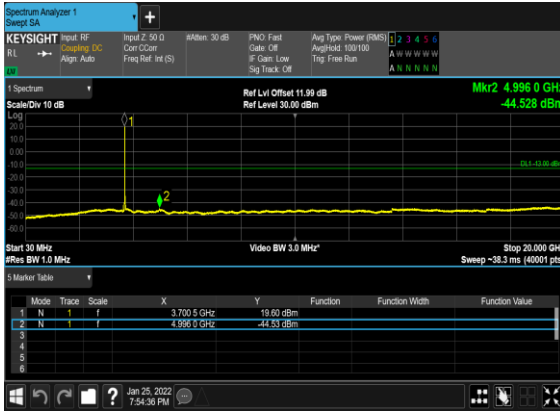 Spectrum Analyzer 1
Swept SA
+
KEYSIGHT Input: RF Input Z: 50 Ω #Atten: 30 dB PNO: Fast Avg Type: Power (RMS) 1 2 3 4 5 6
RL Coupling: DC Corr CCorr Gate: Off Avg|Hold: 100/100 A W W W W W
Align: Auto Freq Ref: Int (S) IF Gain: Low Trig: Free Run
Sig Track: Off A N N N N N
1 Spectrum Ref Lvl Offset 11.99 dB Mkr2 4.996 0 GHz
Scale/Div 10 dB Ref Level 30.00 dBm -44.528 dBm
Log
20.0
10.0
0.00
-10.0
DL1 -13.00 dBm
-20.0
-30.0
-40.0
-50.0
-60.0
1
2
Start 30 MHz Video BW 3.0 MHz* Stop 20.000 GHz
#Res BW 1.0 MHz Sweep ~38.3 ms (40001 pts)
5 Marker Table
Mode Trace Scale X Y Function Function Width Function Value
1 N 1 f 3.700 5 GHz 19.60 dBm
2 N 1 f 4.996 0 GHz -44.53 dBm
3
4
5
6
? Jan 25, 2022
7:54:36 PM